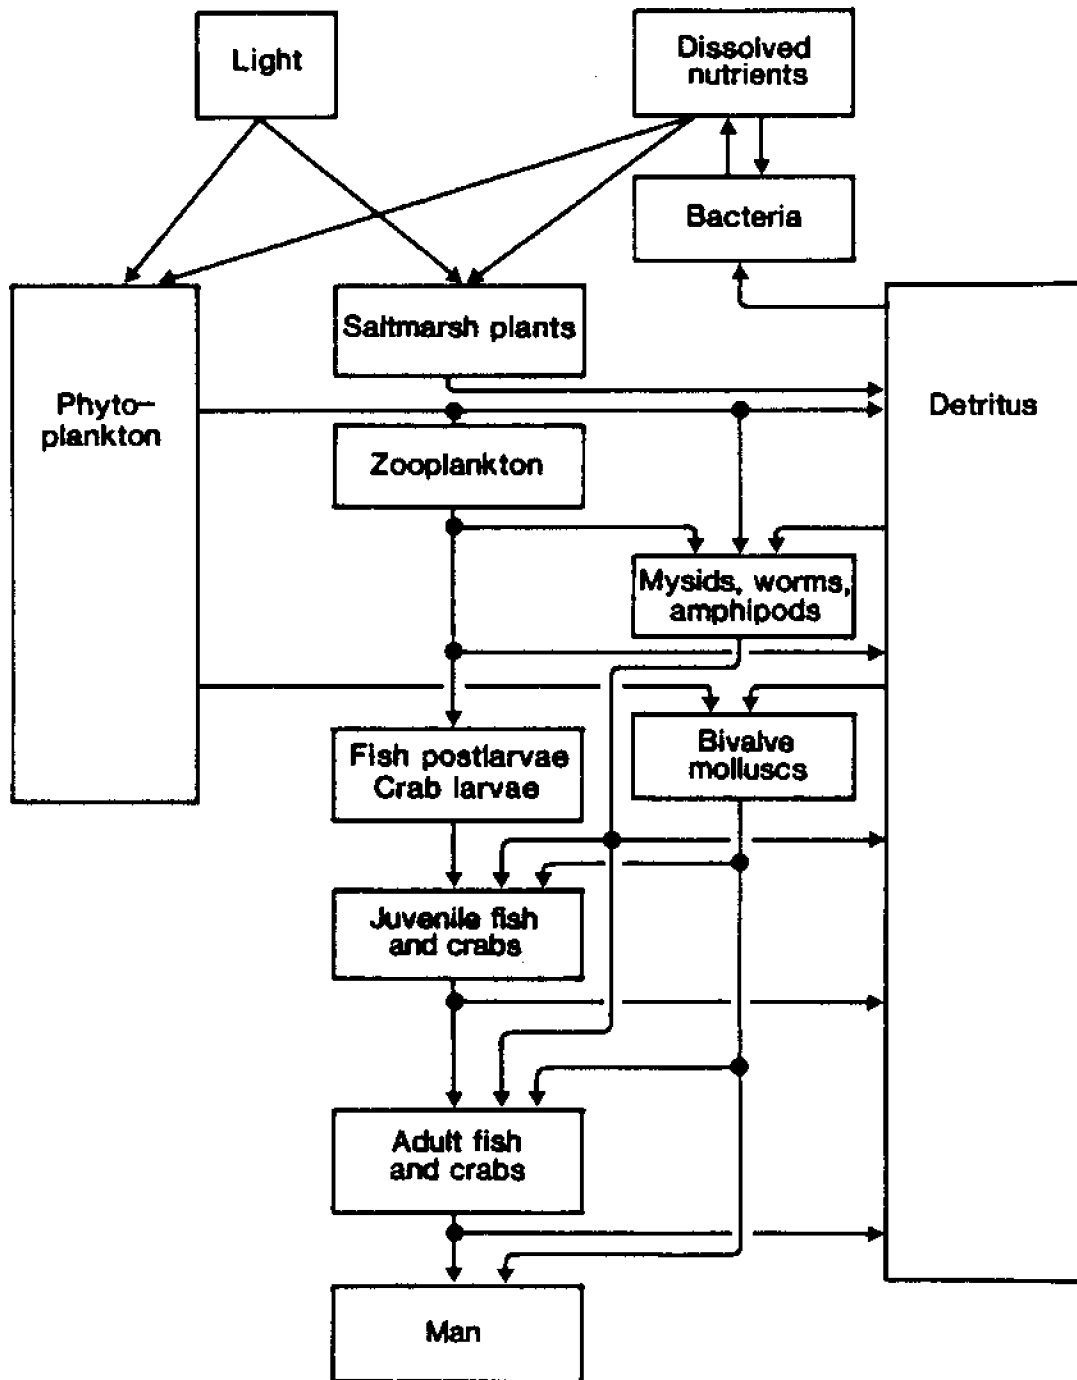 Light
Dissolved
nutrients
Bacteria
Saltmarsh plants
Phyto-
plankton
Detritus
Zooplankton
Mysids, worms,
amphipods
Fish postlarvae
Crab larvae
Bivalve
molluscs
Juvenile fish
and crabs
Adult fish
and crabs
Man